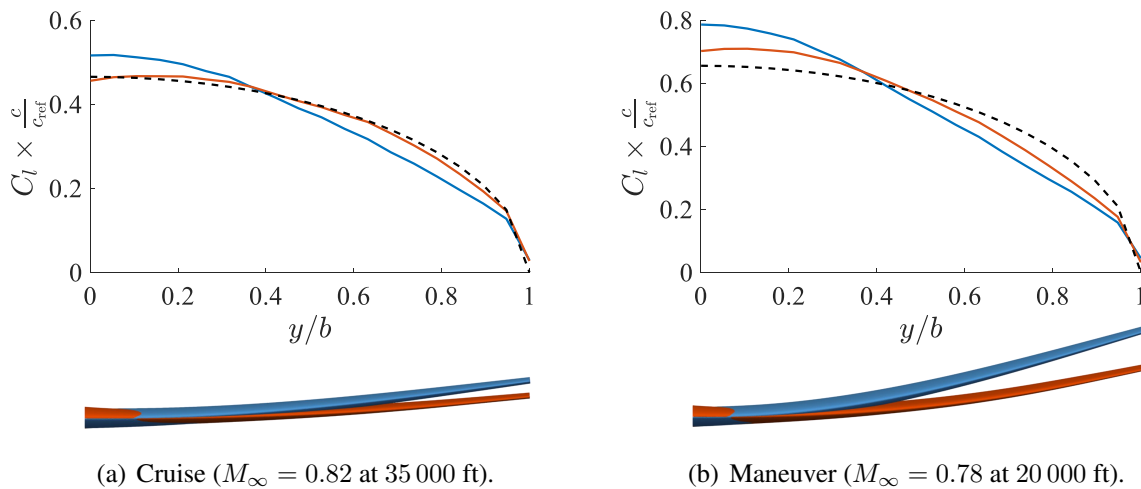 0.6
0.4
0.2
0
C_l × c/c_ref
0 0.2 0.4 0.6 0.8 1
y/b
(a) Cruise (M∞ = 0.82 at 35 000 ft).
0.8
0.6
0.4
0.2
0
C_l × c/c_ref
0 0.2 0.4 0.6 0.8 1
y/b
(b) Maneuver (M∞ = 0.78 at 20 000 ft).